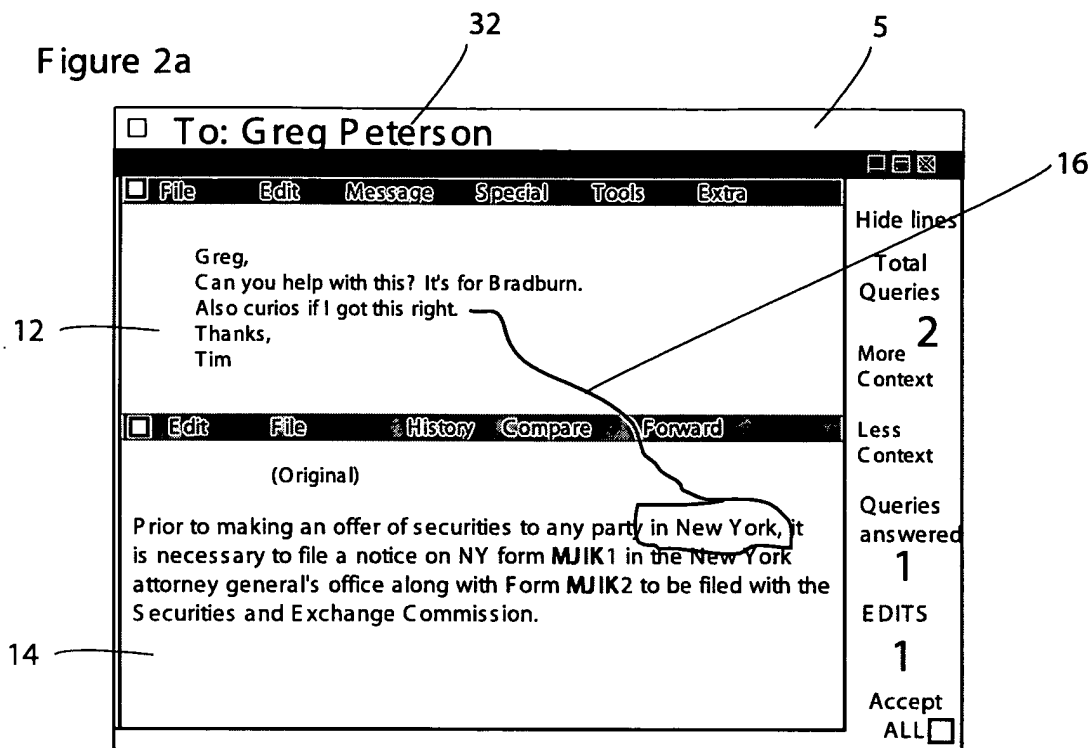 32
5
Figure 2a
To: Greg Peterson
16
File Edit Message Special Tools Extra
Hide lines
Greg,
Can you help with this? It's for Bradburn.
Also curios if I got this right.
Thanks,
Tim
12
Total
Queries
2
More
Context
Edit File History Compare Forward
Less
Context
(Original)
Prior to making an offer of securities to any party in New York, it
is necessary to file a notice on NY form MJIK1 in the New York
attorney general's office along with Form MJIK2 to be filed with the
Securities and Exchange Commission.
14
Queries
answered
1
EDITS
1
Accept
ALL